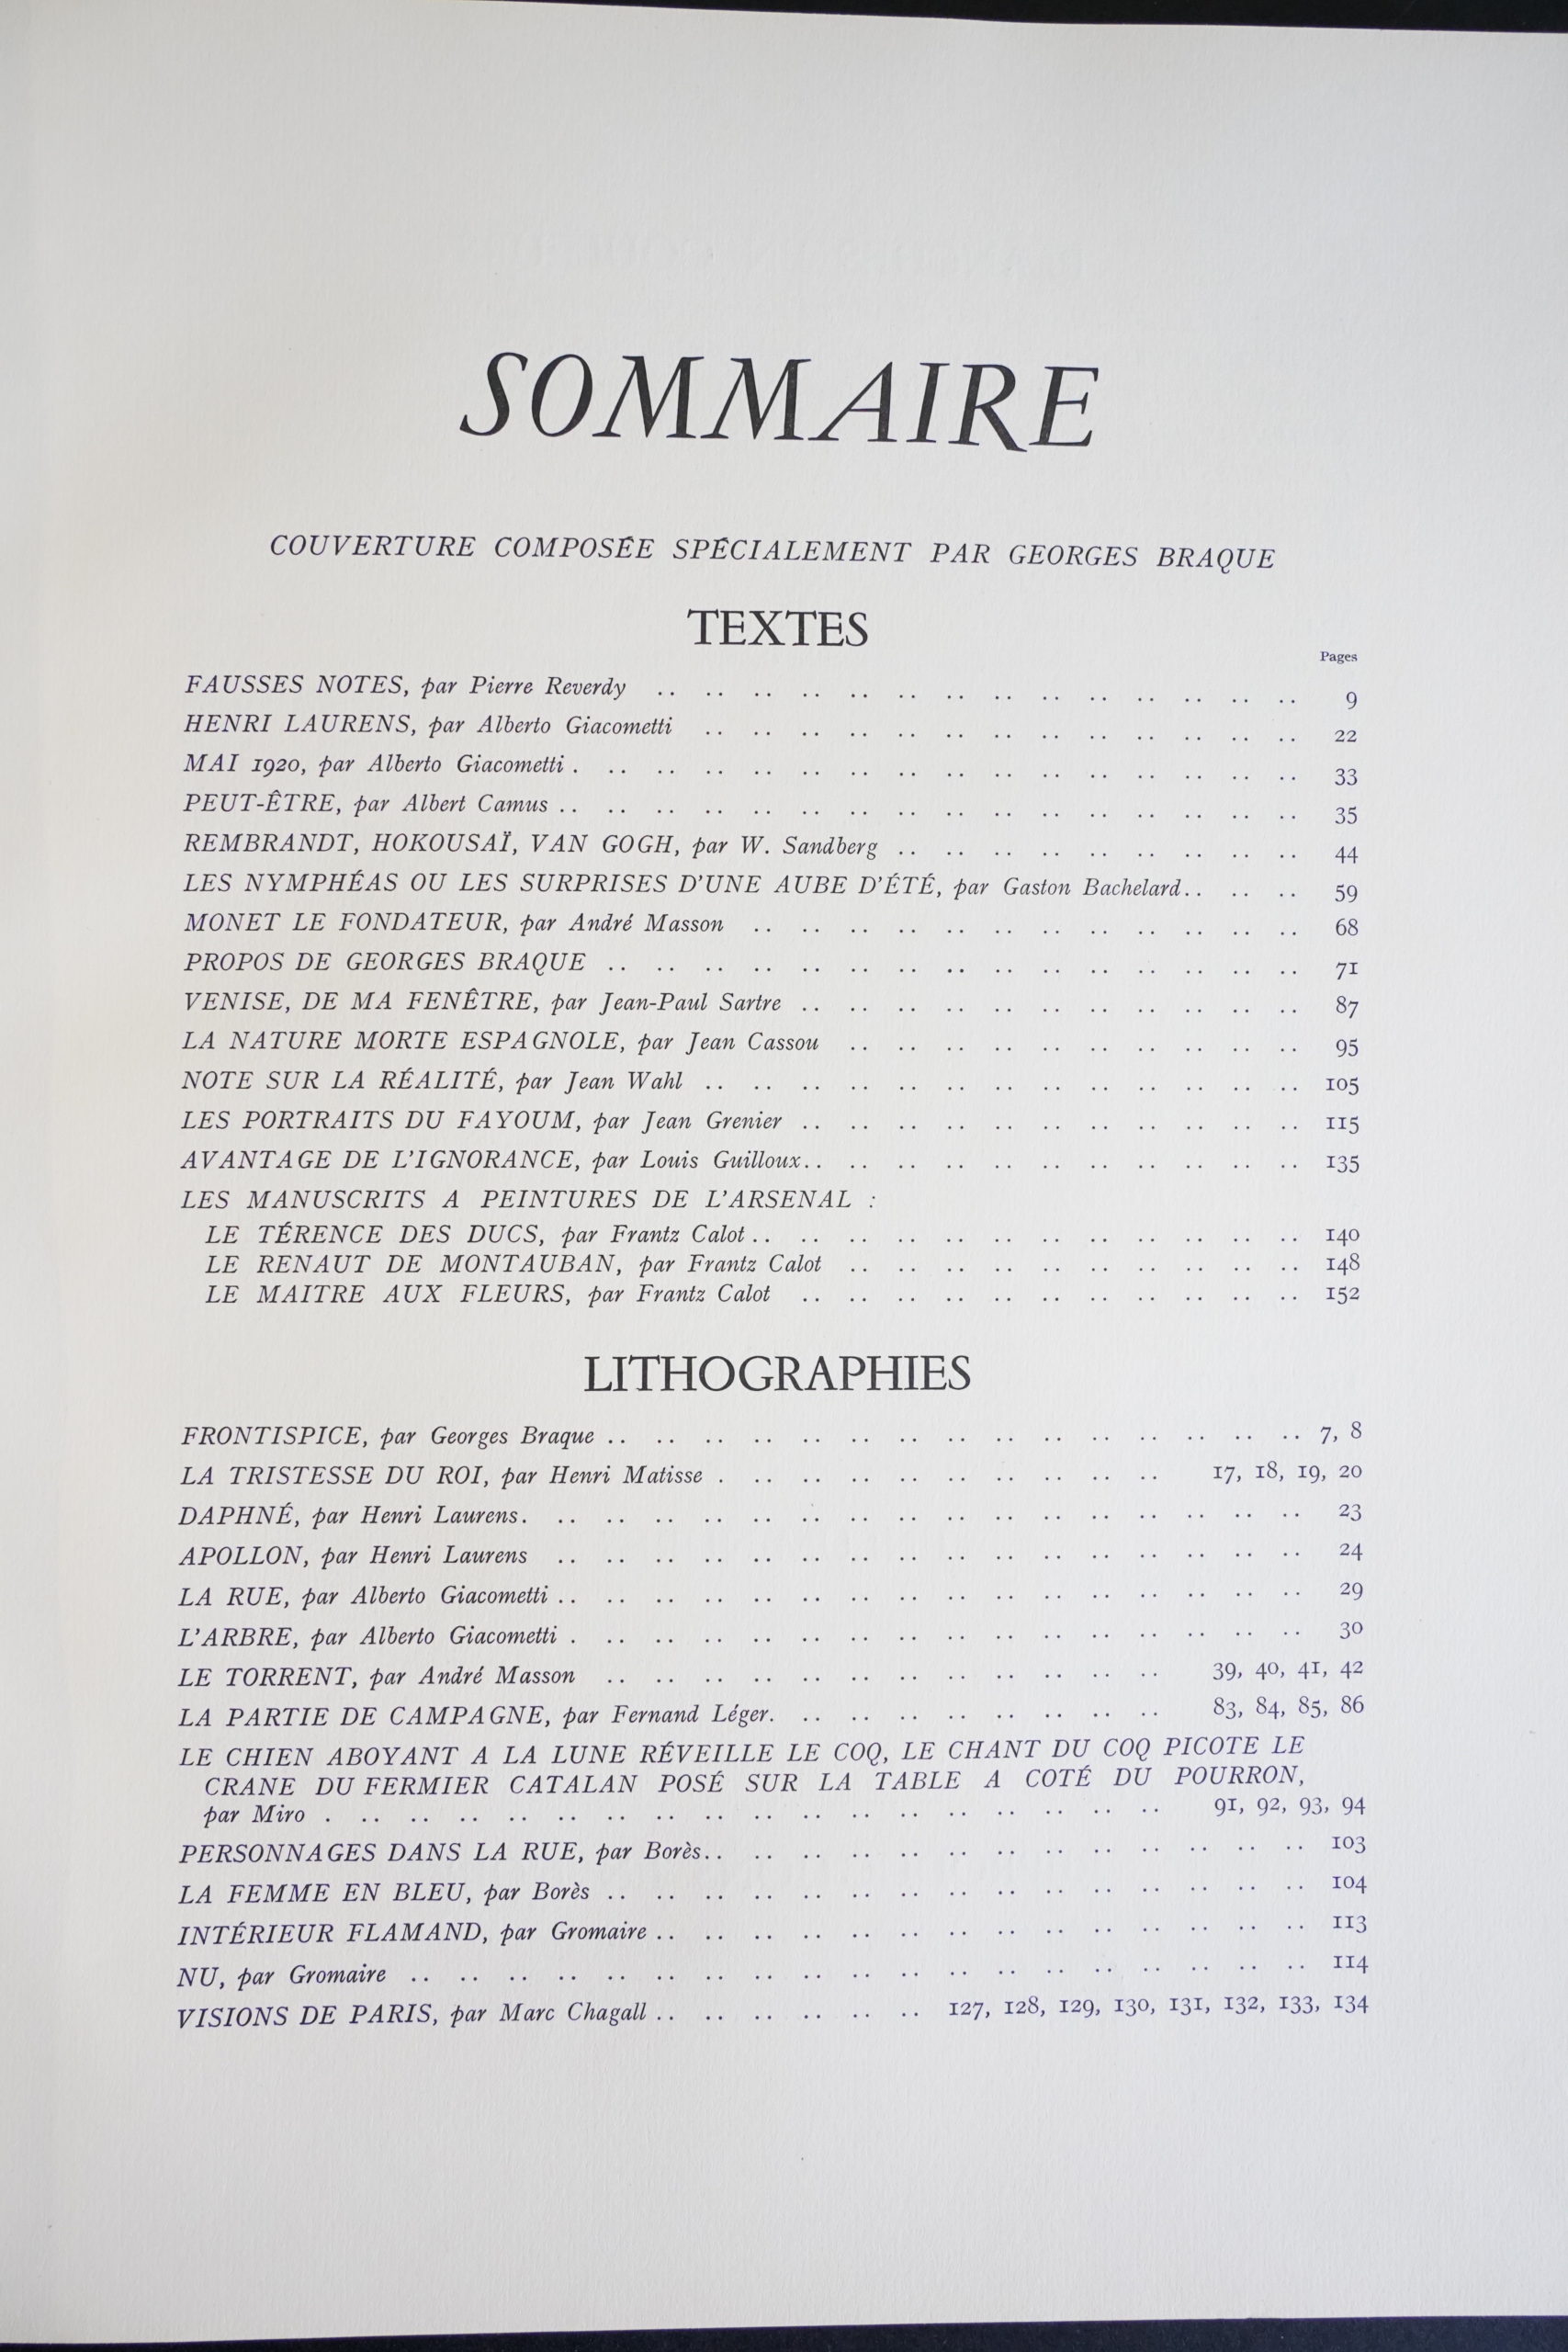 SOMMAIRE
COUVERTURE COMPOSÉE SPÉCIALEMENT PAR GEORGES BRAQUE
TEXTES
Pages
FAUSSES NOTES, par Pierre Reverdy .. .. .. .. .. .. .. .. .. .. .. .. .. .. 9
HENRI LAURENS, par Alberto Giacometti .. .. .. .. .. .. .. .. .. .. .. .. .. 22
MAI 1920, par Alberto Giacometti . .. .. .. .. .. .. .. .. .. .. .. .. .. .. .. 33
PEUT-ÊTRE, par Albert Camus .. .. .. .. .. .. .. .. .. .. .. .. .. .. .. .. 35
REMBRANDT, HOKOUSAÏ, VAN GOGH, par W. Sandberg .. .. .. .. .. .. .. .. .. 44
LES NYMPHÉAS OU LES SURPRISES D'UNE AUBE D'ÉTÉ, par Gaston Bachelard.. .. .. 59
MONET LE FONDATEUR, par André Masson .. .. .. .. .. .. .. .. .. .. .. .. 68
PROPOS DE GEORGES BRAQUE .. .. .. .. .. .. .. .. .. .. .. .. .. .. .. 71
VENISE, DE MA FENÊTRE, par Jean-Paul Sartre .. .. .. .. .. .. .. .. .. .. .. 87
LA NATURE MORTE ESPAGNOLE, par Jean Cassou .. .. .. .. .. .. .. .. .. .. 95
NOTE SUR LA RÉALITÉ, par Jean Wahl .. .. .. .. .. .. .. .. .. .. .. .. .. 105
LES PORTRAITS DU FAYOUM, par Jean Grenier .. .. .. .. .. .. .. .. .. .. .. 115
AVANTAGE DE L'IGNORANCE, par Louis Guilloux.. .. .. .. .. .. .. .. .. .. .. 135
LES MANUSCRITS A PEINTURES DE L'ARSENAL :
LE TÉRENCE DES DUCS, par Frantz Calot .. .. .. .. .. .. .. .. .. .. .. .. 140
LE RENAUT DE MONTAUBAN, par Frantz Calot .. .. .. .. .. .. .. .. .. .. 148
LE MAITRE AUX FLEURS, par Frantz Calot .. .. .. .. .. .. .. .. .. .. .. 152
LITHOGRAPHIES
FRONTISPICE, par Georges Braque .. .. .. .. .. .. .. .. .. .. .. .. .. .. .. 7, 8
LA TRISTESSE DU ROI, par Henri Matisse . .. .. .. .. .. .. .. .. .. 17, 18, 19, 20
DAPHNÉ, par Henri Laurens. .. .. .. .. .. .. .. .. .. .. .. .. .. .. .. .. 23
APOLLON, par Henri Laurens .. .. .. .. .. .. .. .. .. .. .. .. .. .. .. .. 24
LA RUE, par Alberto Giacometti .. .. .. .. .. .. .. .. .. .. .. .. .. .. .. .. 29
L'ARBRE, par Alberto Giacometti . .. .. .. .. .. .. .. .. .. .. .. .. .. .. .. 30
LE TORRENT, par André Masson .. .. .. .. .. .. .. .. .. .. .. .. 39, 40, 41, 42
LA PARTIE DE CAMPAGNE, par Fernand Léger. .. .. .. .. .. .. .. .. 83, 84, 85, 86
LE CHIEN ABOYANT A LA LUNE RÉVEILLE LE COQ, LE CHANT DU COQ PICOTE LE
CRANE DU FERMIER CATALAN POSÉ SUR LA TABLE A COTÉ DU POURRON,
par Miro . .. .. .. .. .. .. .. .. .. .. .. .. .. .. .. .. .. 91, 92, 93, 94
PERSONNAGES DANS LA RUE, par Borès.. .. .. .. .. .. .. .. .. .. .. .. .. 103
LA FEMME EN BLEU, par Borès .. .. .. .. .. .. .. .. .. .. .. .. .. .. .. 104
INTÉRIEUR FLAMAND, par Gromaire .. .. .. .. .. .. .. .. .. .. .. .. .. .. 113
NU, par Gromaire .. .. .. .. .. .. .. .. .. .. .. .. .. .. .. .. .. .. .. 114
VISIONS DE PARIS, par Marc Chagall .. .. .. .. .. .. 127, 128, 129, 130, 131, 132, 133, 134